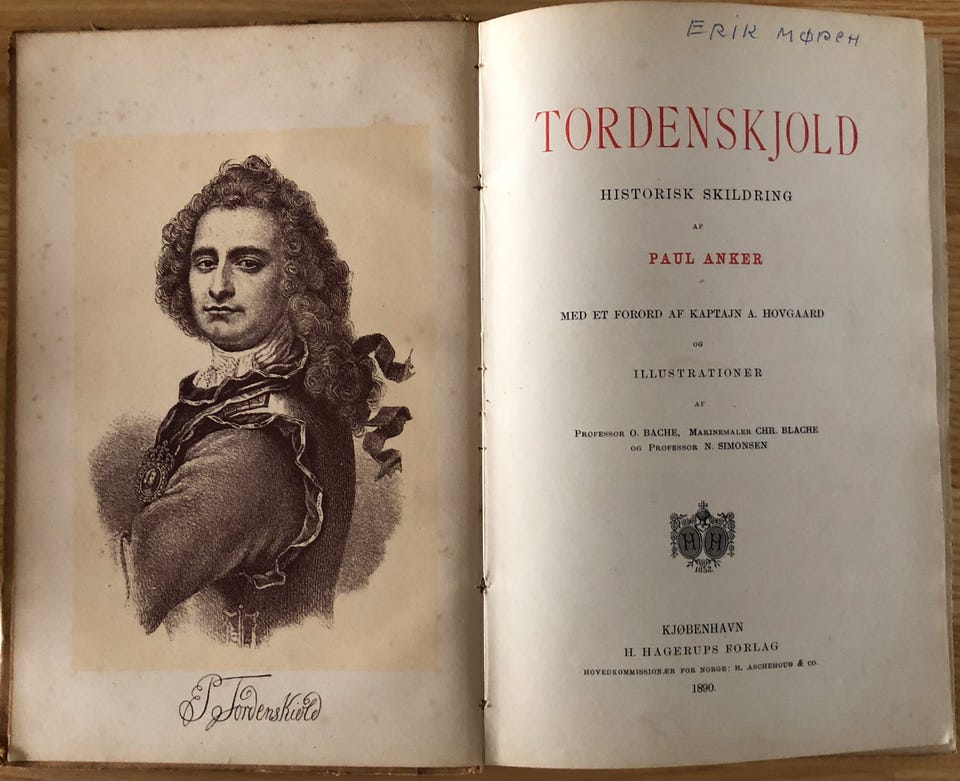 P. Tordenskiold
ERIK MØRCH
TORDENSKJOLD
HISTORISK SKILDRING
AF
PAUL ANKER
MED ET FORORD AF KAPTAJN A. HOVGAARD
OG
ILLUSTRATIONER
AF
PROFESSOR O. BACHE, MARINEMALER CHR. BLACHE
OG PROFESSOR N. SIMONSEN
H H
1852.
KJØBENHAVN
H. HAGERUPS FORLAG
HOVEDKOMMISSIONÆR FOR NORGE: H. ASCHEHOUG & CO.
1890.